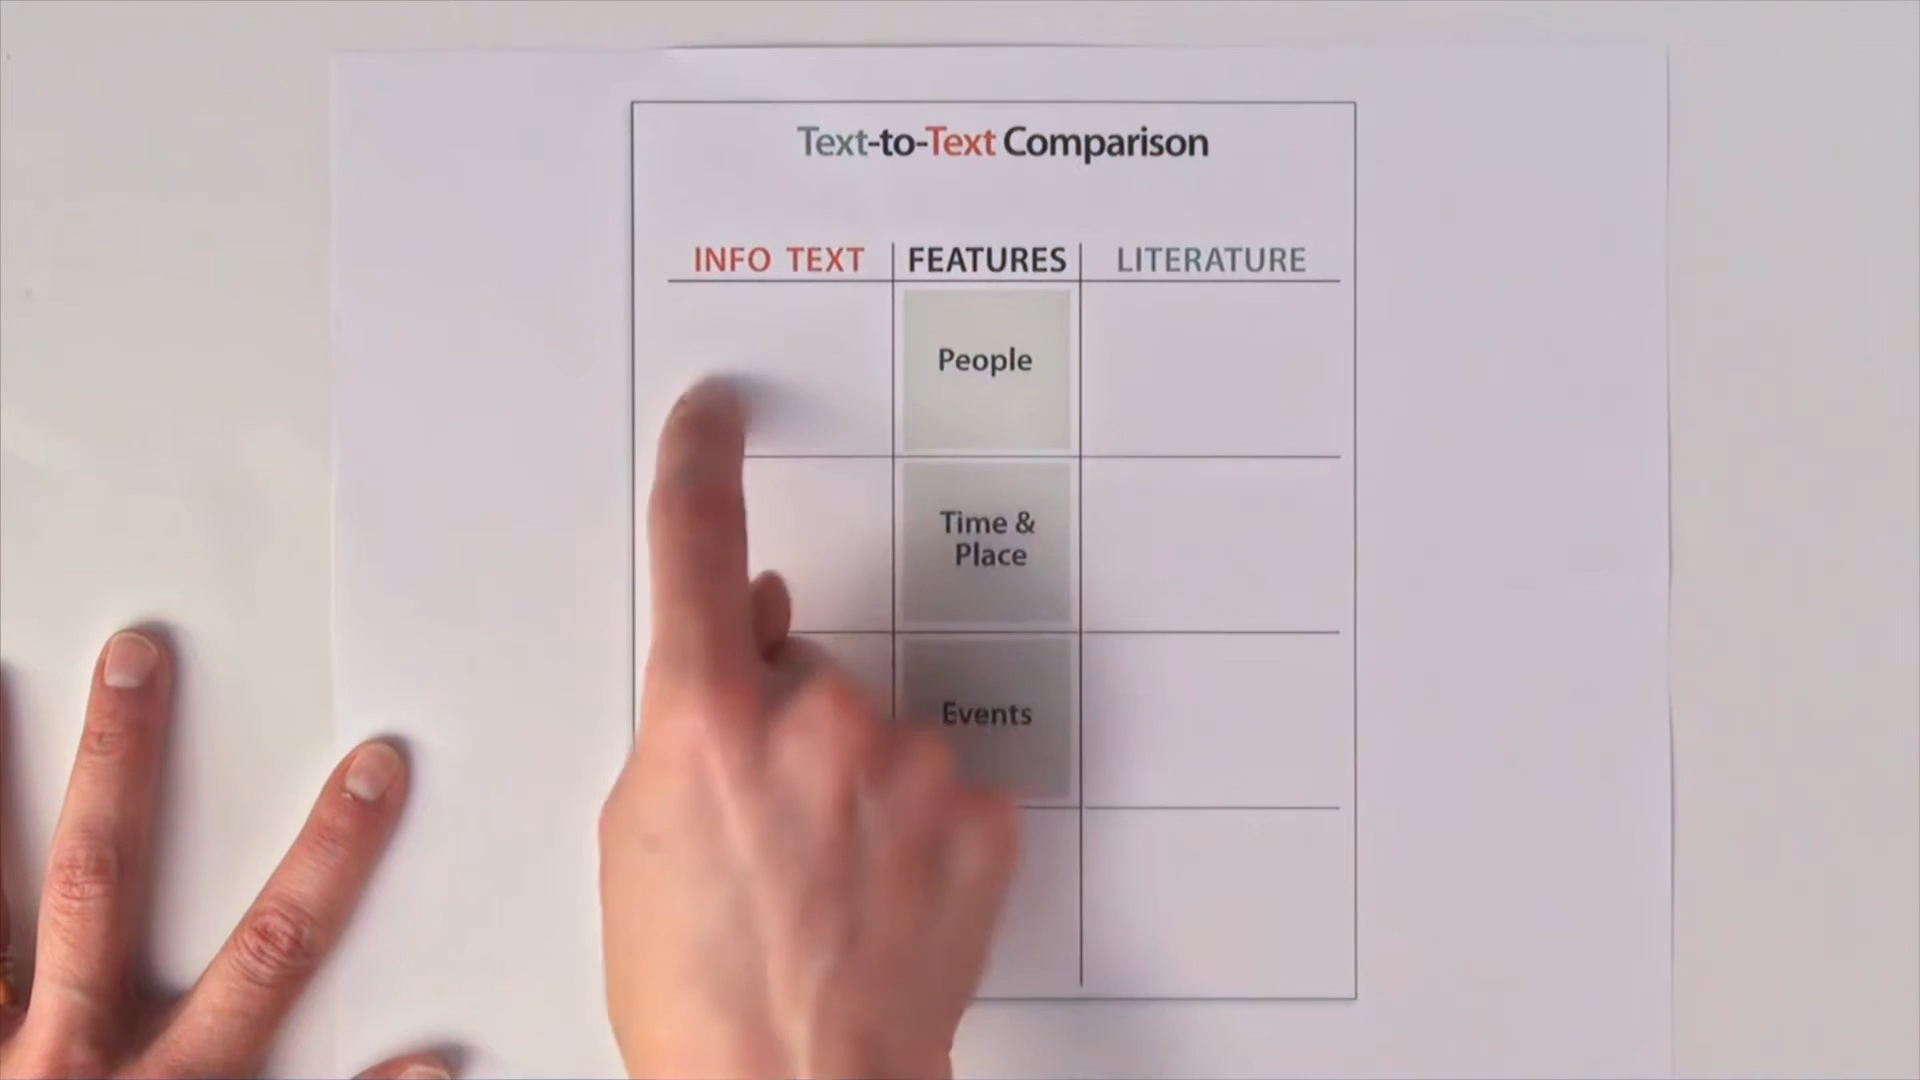 Text-to-Text Comparison
INFO TEXT FEATURES LITERATURE
People
Time &
Place
Events